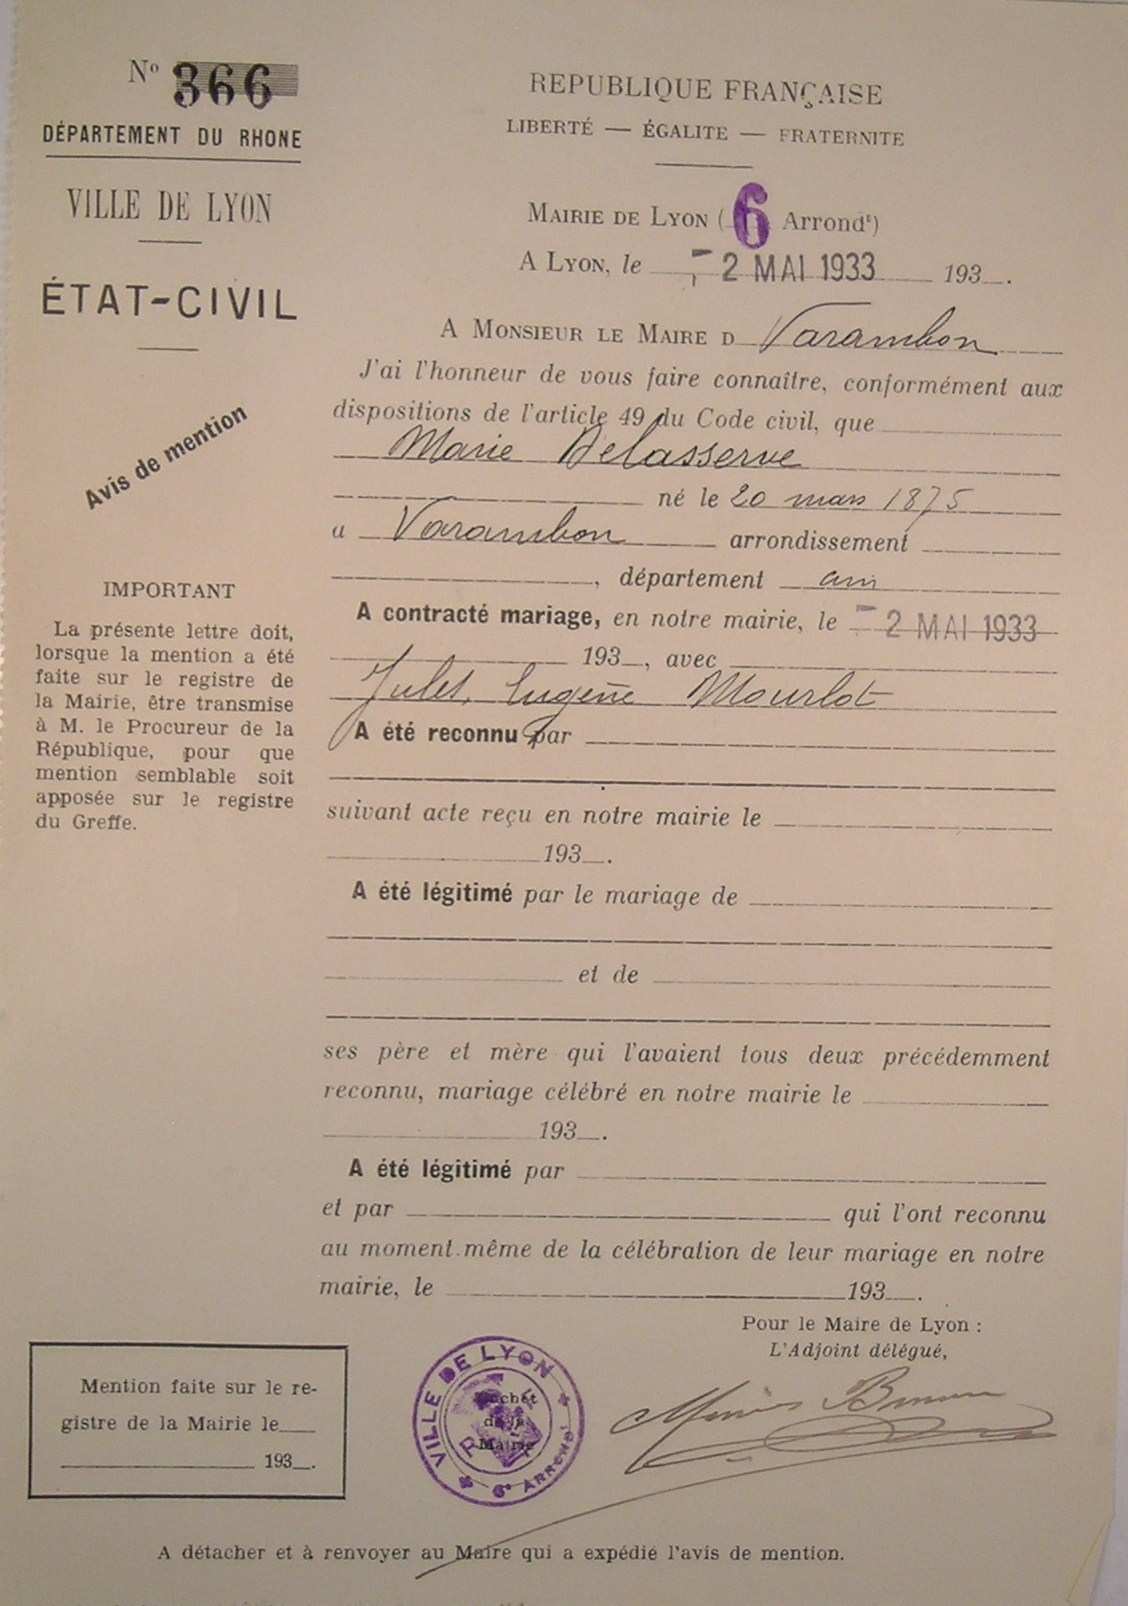 Nº 366
DÉPARTEMENT DU RHONE
VILLE DE LYON
ÉTAT-CIVIL
Avis de mention
IMPORTANT
La présente lettre doit,
lorsque la mention a été
faite sur le registre de
la Mairie, être transmise
à M. le Procureur de la
République, pour que
mention semblable soit
apposée sur le registre
du Greffe.
REPUBLIQUE FRANÇAISE
LIBERTÉ — ÉGALITE — FRATERNITE
MAIRIE DE LYON (6 Arrondt)
A LYON, le - 2 MAI 1933 193 .
A MONSIEUR LE MAIRE D Varambon
J'ai l'honneur de vous faire connaître, conformément aux
dispositions de l'article 49 du Code civil, que
Marie Delasserve
né le 20 mars 1875
a Varambon arrondissement
, département ain
A contracté mariage, en notre mairie, le - 2 MAI 1933
193 , avec
Jules, Eugène Mourlot
A été reconnu par
suivant acte reçu en notre mairie le
193 .
A été légitimé par le mariage de
et de
ses père et mère qui l'avaient tous deux précédemment
reconnu, mariage célébré en notre mairie le
193 .
A été légitimé par
et par qui l'ont reconnu
au moment même de la célébration de leur mariage en notre
mairie, le 193 .
Pour le Maire de Lyon :
L'Adjoint délégué,
Mention faite sur le re-
gistre de la Mairie le
193 .
VILLE DE LYON
Cachet
de la
Mairie
6e ARRONDt
A détacher et à renvoyer au Maire qui a expédié l'avis de mention.